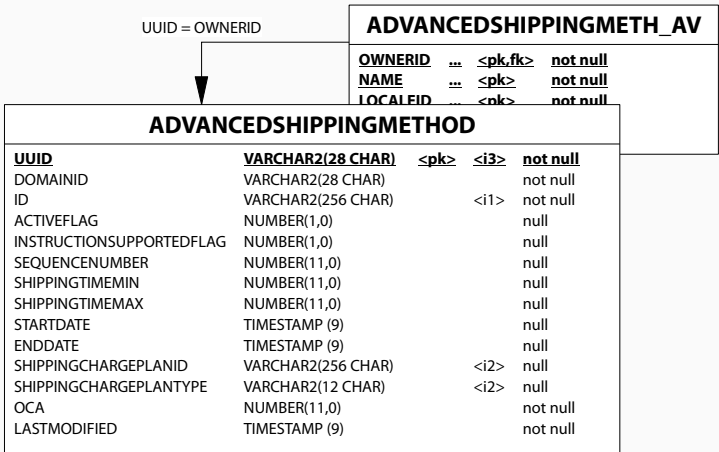 UUID = OWNERID
ADVANCEDSHIPPINGMETH_AV
OWNERID ... <pk,fk> not null
NAME ... <pk> not null
LOCALEID ... <pk> not null
ADVANCEDSHIPPINGMETHOD
UUID VARCHAR2(28 CHAR) <pk> <i3> not null
DOMAINID VARCHAR2(28 CHAR) not null
ID VARCHAR2(256 CHAR) <i1> not null
ACTIVEFLAG NUMBER(1,0) null
INSTRUCTIONSUPPORTEDFLAG NUMBER(1,0) null
SEQUENCENUMBER NUMBER(11,0) null
SHIPPINGTIMEMIN NUMBER(11,0) null
SHIPPINGTIMEMAX NUMBER(11,0) null
STARTDATE TIMESTAMP (9) null
ENDDATE TIMESTAMP (9) null
SHIPPINGCHARGEPLANID VARCHAR2(256 CHAR) <i2> null
SHIPPINGCHARGEPLANTYPE VARCHAR2(12 CHAR) <i2> null
OCA NUMBER(11,0) not null
LASTMODIFIED TIMESTAMP (9) not null